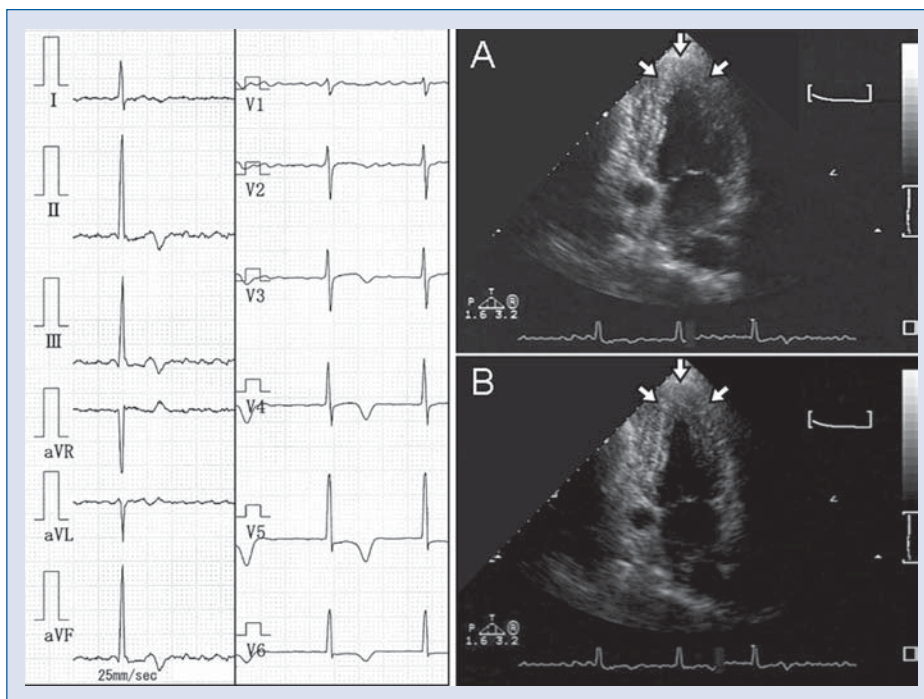 I
II
III
aVR
aVL
aVF
25mm/sec
V1
V2
V3
V4
V5
V6
A
P T R
1.6 3.2
B
P T R
1.6 3.2